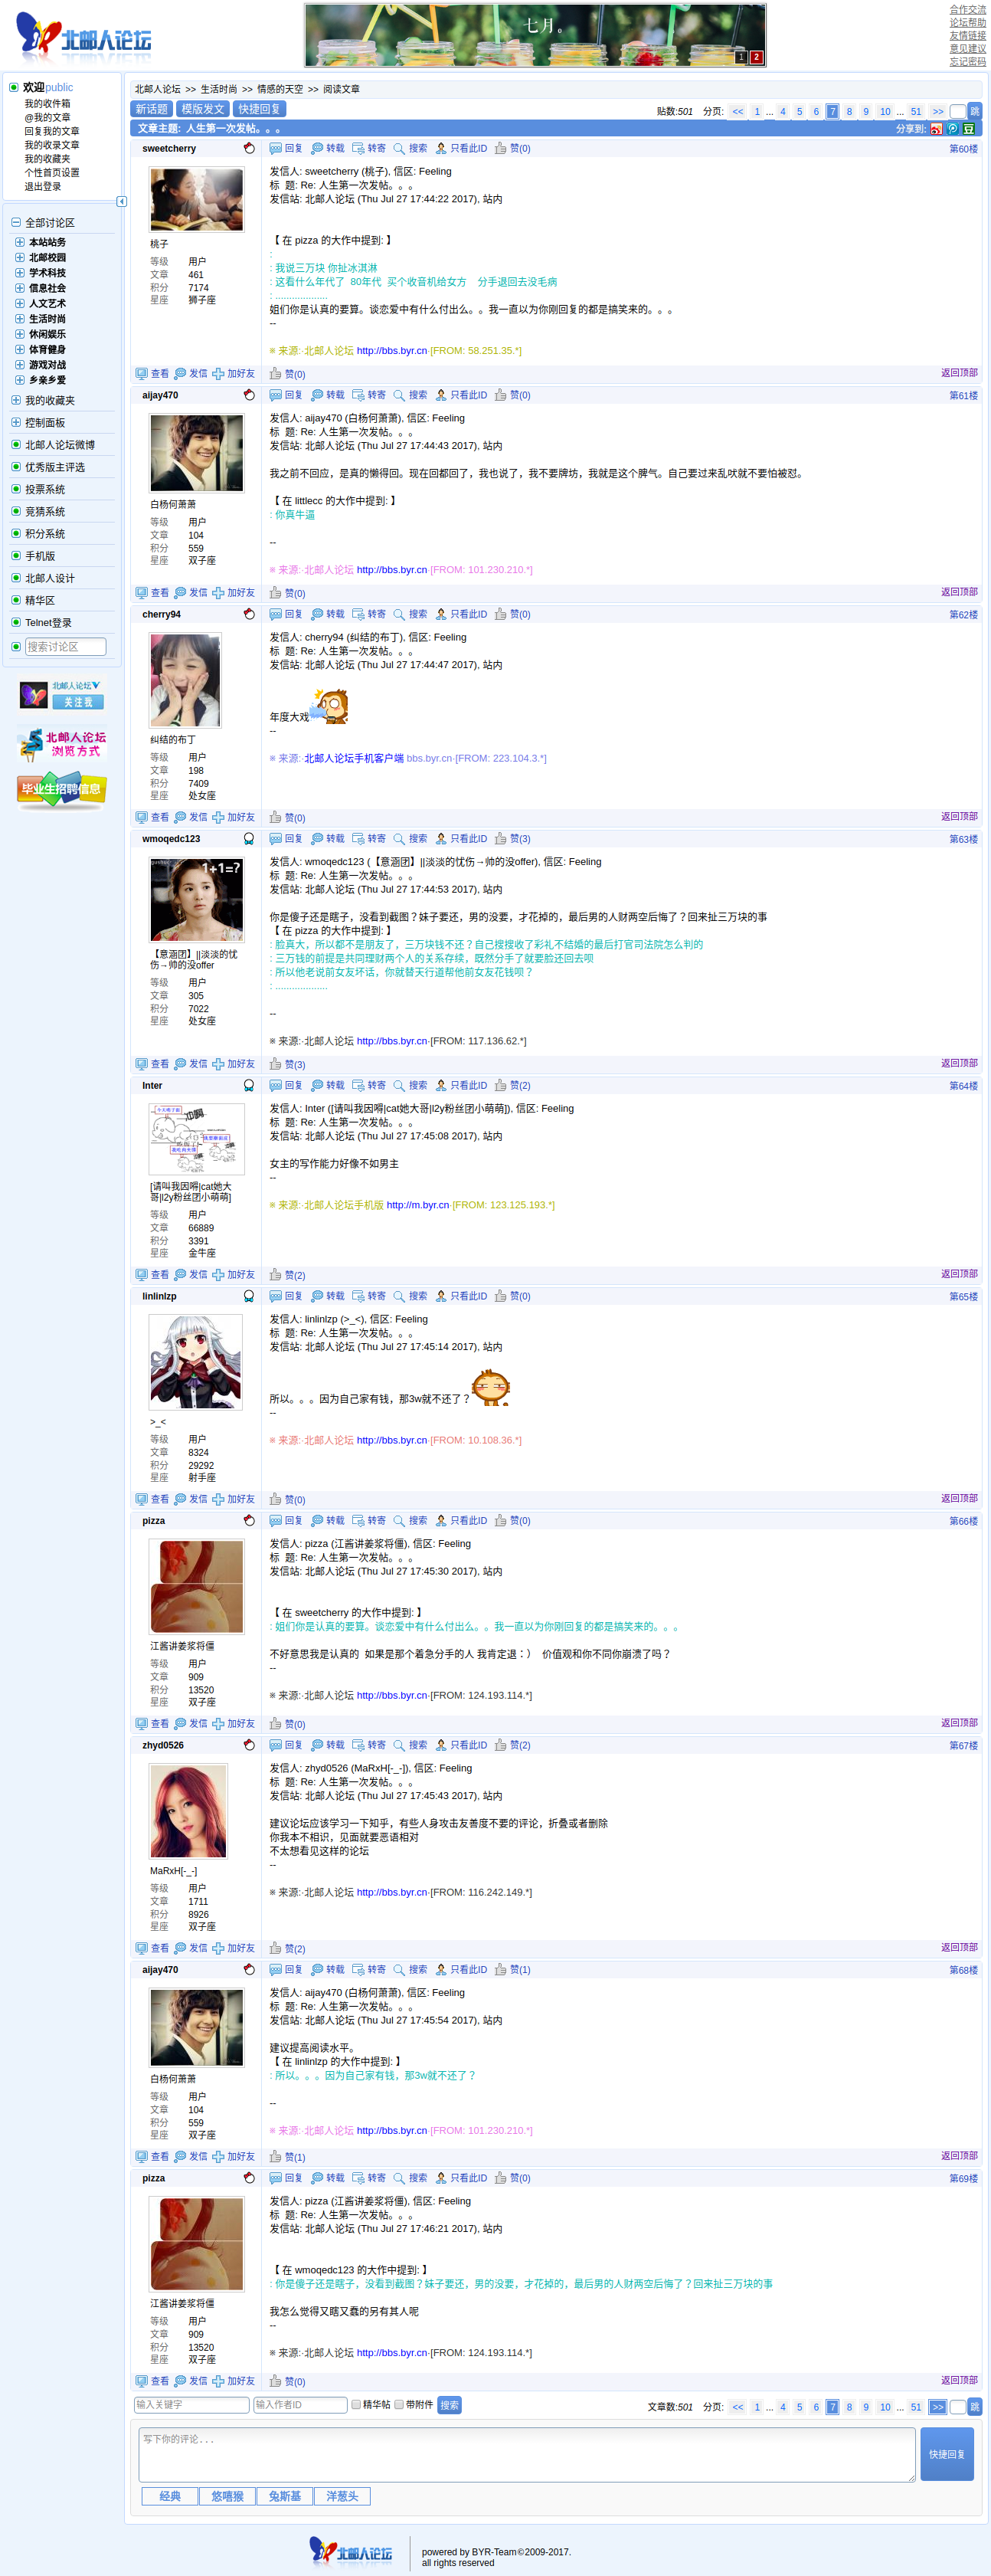 北邮人论坛
七月。
1 2
合作交流
论坛帮助
友情链接
意见建议
忘记密码
欢迎public
我的收件箱
@我的文章
回复我的文章
我的收录文章
我的收藏夹
个性首页设置
退出登录
全部讨论区
本站站务
北邮校园
学术科技
信息社会
人文艺术
生活时尚
休闲娱乐
体育健身
游戏对战
乡亲乡爱
我的收藏夹
控制面板
北邮人论坛微博
优秀版主评选
投票系统
竞猜系统
积分系统
手机版
北邮人设计
精华区
Telnet登录
搜索讨论区
北邮人论坛
关注我
北邮人论坛
浏览方式
毕业生招聘信息
北邮人论坛 >> 生活时尚 >> 情感的天空 >> 阅读文章
新话题 模版发文 快捷回复
贴数:501 分页: << 1 ... 4 5 6 7 8 9 10 ... 51 >> 跳
文章主题: 人生第一次发帖。。。
分享到:
sweetcherry
回复 转载 转寄 搜索 只看此ID 赞(0) 第60楼
桃子
等级 用户
文章 461
积分 7174
星座 狮子座
发信人: sweetcherry (桃子), 信区: Feeling
标 题: Re: 人生第一次发帖。。。
发信站: 北邮人论坛 (Thu Jul 27 17:44:22 2017), 站内
【 在 pizza 的大作中提到: 】
:
: 我说三万块 你扯冰淇淋
: 这看什么年代了 80年代 买个收音机给女方 分手退回去没毛病
: ...................
姐们你是认真的要算。谈恋爱中有什么付出么。。我一直以为你刚回复的都是搞笑来的。。。
--
※ 来源:·北邮人论坛 http://bbs.byr.cn·[FROM: 58.251.35.*]
查看 发信 加好友 赞(0) 返回顶部
aijay470
回复 转载 转寄 搜索 只看此ID 赞(0) 第61楼
白杨何萧萧
等级 用户
文章 104
积分 559
星座 双子座
发信人: aijay470 (白杨何萧萧), 信区: Feeling
标 题: Re: 人生第一次发帖。。。
发信站: 北邮人论坛 (Thu Jul 27 17:44:43 2017), 站内
我之前不回应，是真的懒得回。现在回都回了，我也说了，我不要牌坊，我就是这个脾气。自己要过来乱吠就不要怕被怼。
【 在 littlecc 的大作中提到: 】
: 你真牛逼
--
※ 来源:·北邮人论坛 http://bbs.byr.cn·[FROM: 101.230.210.*]
查看 发信 加好友 赞(0) 返回顶部
cherry94
回复 转载 转寄 搜索 只看此ID 赞(0) 第62楼
纠结的布丁
等级 用户
文章 198
积分 7409
星座 处女座
发信人: cherry94 (纠结的布丁), 信区: Feeling
标 题: Re: 人生第一次发帖。。。
发信站: 北邮人论坛 (Thu Jul 27 17:44:47 2017), 站内
年度大戏
--
※ 来源:·北邮人论坛手机客户端 bbs.byr.cn·[FROM: 223.104.3.*]
查看 发信 加好友 赞(0) 返回顶部
wmoqedc123
回复 转载 转寄 搜索 只看此ID 赞(3) 第63楼
1+1=?
【意涵团】||淡淡的忧
伤→帅的没offer
等级 用户
文章 305
积分 7022
星座 处女座
发信人: wmoqedc123 (【意涵团】||淡淡的忧伤→帅的没offer), 信区: Feeling
标 题: Re: 人生第一次发帖。。。
发信站: 北邮人论坛 (Thu Jul 27 17:44:53 2017), 站内
你是傻子还是瞎子，没看到截图？妹子要还，男的没要，才花掉的，最后男的人财两空后悔了？回来扯三万块的事
【 在 pizza 的大作中提到: 】
: 脸真大，所以都不是朋友了，三万块钱不还？自己搜搜收了彩礼不结婚的最后打官司法院怎么判的
: 三万钱的前提是共同理财两个人的关系存续，既然分手了就要脸还回去呗
: 所以他老说前女友坏话，你就替天行道帮他前女友花钱呗？
: ...................
--
※ 来源:·北邮人论坛 http://bbs.byr.cn·[FROM: 117.136.62.*]
查看 发信 加好友 赞(3) 返回顶部
Inter
回复 转载 转寄 搜索 只看此ID 赞(2) 第64楼
[请叫我因嘚|cat她大
哥||2y粉丝团小萌萌]
等级 用户
文章 66889
积分 3391
星座 金牛座
发信人: Inter ([请叫我因嘚|cat她大哥||2y粉丝团小萌萌]), 信区: Feeling
标 题: Re: 人生第一次发帖。。。
发信站: 北邮人论坛 (Thu Jul 27 17:45:08 2017), 站内
女主的写作能力好像不如男主
--
※ 来源:·北邮人论坛手机版 http://m.byr.cn·[FROM: 123.125.193.*]
查看 发信 加好友 赞(2) 返回顶部
linlinlzp
回复 转载 转寄 搜索 只看此ID 赞(0) 第65楼
>_<
等级 用户
文章 8324
积分 29292
星座 射手座
发信人: linlinlzp (>_<), 信区: Feeling
标 题: Re: 人生第一次发帖。。。
发信站: 北邮人论坛 (Thu Jul 27 17:45:14 2017), 站内
所以。。。因为自己家有钱，那3w就不还了？
--
※ 来源:·北邮人论坛 http://bbs.byr.cn·[FROM: 10.108.36.*]
查看 发信 加好友 赞(0) 返回顶部
pizza
回复 转载 转寄 搜索 只看此ID 赞(0) 第66楼
江酱讲姜浆将僵
等级 用户
文章 909
积分 13520
星座 双子座
发信人: pizza (江酱讲姜浆将僵), 信区: Feeling
标 题: Re: 人生第一次发帖。。。
发信站: 北邮人论坛 (Thu Jul 27 17:45:30 2017), 站内
【 在 sweetcherry 的大作中提到: 】
: 姐们你是认真的要算。谈恋爱中有什么付出么。。我一直以为你刚回复的都是搞笑来的。。。
不好意思我是认真的 如果是那个着急分手的人 我肯定退：） 价值观和你不同你崩溃了吗？
--
※ 来源:·北邮人论坛 http://bbs.byr.cn·[FROM: 124.193.114.*]
查看 发信 加好友 赞(0) 返回顶部
zhyd0526
回复 转载 转寄 搜索 只看此ID 赞(2) 第67楼
MaRxH[-_-]
等级 用户
文章 1711
积分 8926
星座 双子座
发信人: zhyd0526 (MaRxH[-_-]), 信区: Feeling
标 题: Re: 人生第一次发帖。。。
发信站: 北邮人论坛 (Thu Jul 27 17:45:43 2017), 站内
建议论坛应该学习一下知乎，有些人身攻击友善度不要的评论，折叠或者删除
你我本不相识，见面就要恶语相对
不太想看见这样的论坛
--
※ 来源:·北邮人论坛 http://bbs.byr.cn·[FROM: 116.242.149.*]
查看 发信 加好友 赞(2) 返回顶部
aijay470
回复 转载 转寄 搜索 只看此ID 赞(1) 第68楼
白杨何萧萧
等级 用户
文章 104
积分 559
星座 双子座
发信人: aijay470 (白杨何萧萧), 信区: Feeling
标 题: Re: 人生第一次发帖。。。
发信站: 北邮人论坛 (Thu Jul 27 17:45:54 2017), 站内
建议提高阅读水平。
【 在 linlinlzp 的大作中提到: 】
: 所以。。。因为自己家有钱，那3w就不还了？
--
※ 来源:·北邮人论坛 http://bbs.byr.cn·[FROM: 101.230.210.*]
查看 发信 加好友 赞(1) 返回顶部
pizza
回复 转载 转寄 搜索 只看此ID 赞(0) 第69楼
江酱讲姜浆将僵
等级 用户
文章 909
积分 13520
星座 双子座
发信人: pizza (江酱讲姜浆将僵), 信区: Feeling
标 题: Re: 人生第一次发帖。。。
发信站: 北邮人论坛 (Thu Jul 27 17:46:21 2017), 站内
【 在 wmoqedc123 的大作中提到: 】
: 你是傻子还是瞎子，没看到截图？妹子要还，男的没要，才花掉的，最后男的人财两空后悔了？回来扯三万块的事
我怎么觉得又瞎又蠢的另有其人呢
--
※ 来源:·北邮人论坛 http://bbs.byr.cn·[FROM: 124.193.114.*]
查看 发信 加好友 赞(0) 返回顶部
输入关键字 输入作者ID 精华帖 带附件 搜索
文章数:501 分页: << 1 ... 4 5 6 7 8 9 10 ... 51 >> 跳
写下你的评论...
快捷回复
经典 悠嘻猴 兔斯基 洋葱头
北邮人论坛
powered by BYR-Team©2009-2017.
all rights reserved